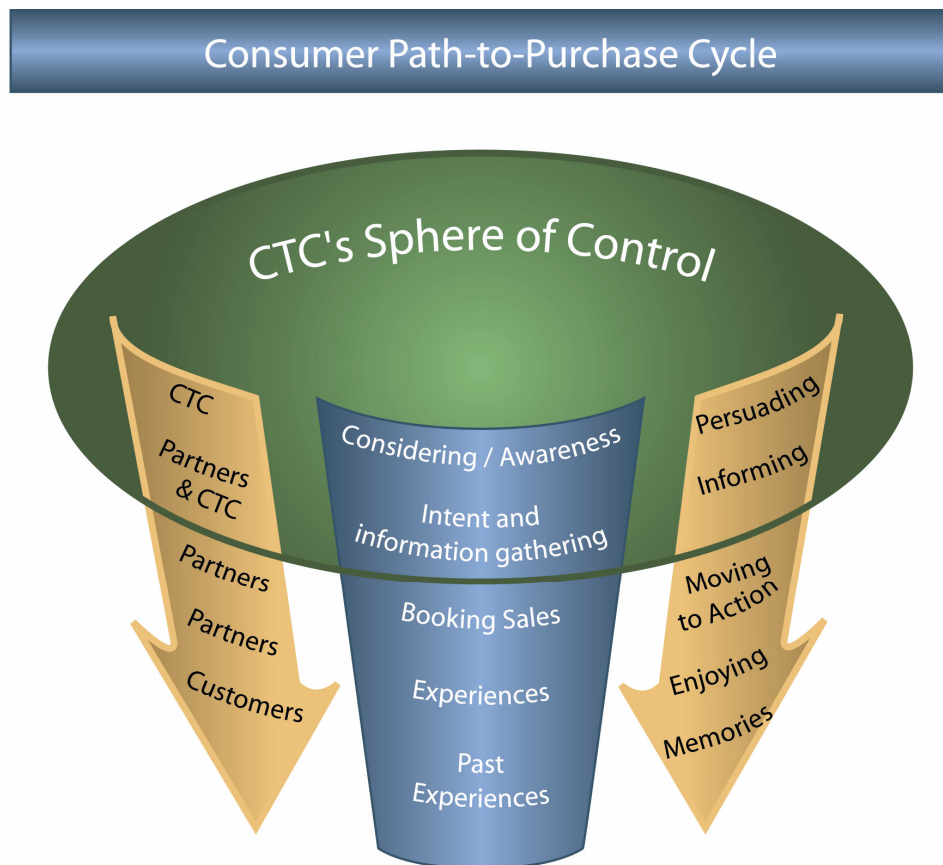 Consumer Path-to-Purchase Cycle
CTC's Sphere of Control
CTC
Partners
& CTC
Partners
Partners
Customers
Considering / Awareness
Intent and
information gathering
Booking Sales
Experiences
Past
Experiences
Persuading
Informing
Moving
to Action
Enjoying
Memories